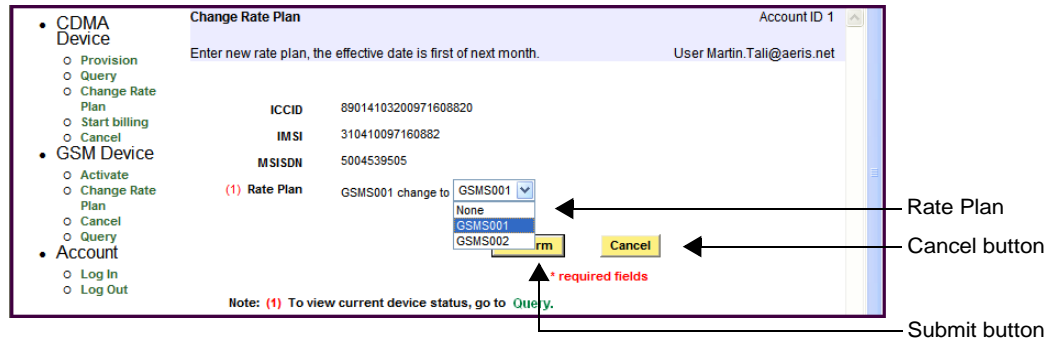 CDMA
Device
Provision
Query
Change Rate
Plan
Start billing
Cancel
GSM Device
Activate
Change Rate
Plan
Cancel
Query
Account
Log In
Log Out
Change Rate Plan
Account ID 1
Enter new rate plan, the effective date is first of next month.
User Martin.Tali@aeris.net
ICCID 89014103200971608820
IMSI 310410097160882
MSISDN 5004539505
(1) Rate Plan GSMS001 change to GSMS001
None
GSMS001
GSMS002
rm
Cancel
* required fields
Note: (1) To view current device status, go to Query.
Rate Plan
Cancel button
Submit button